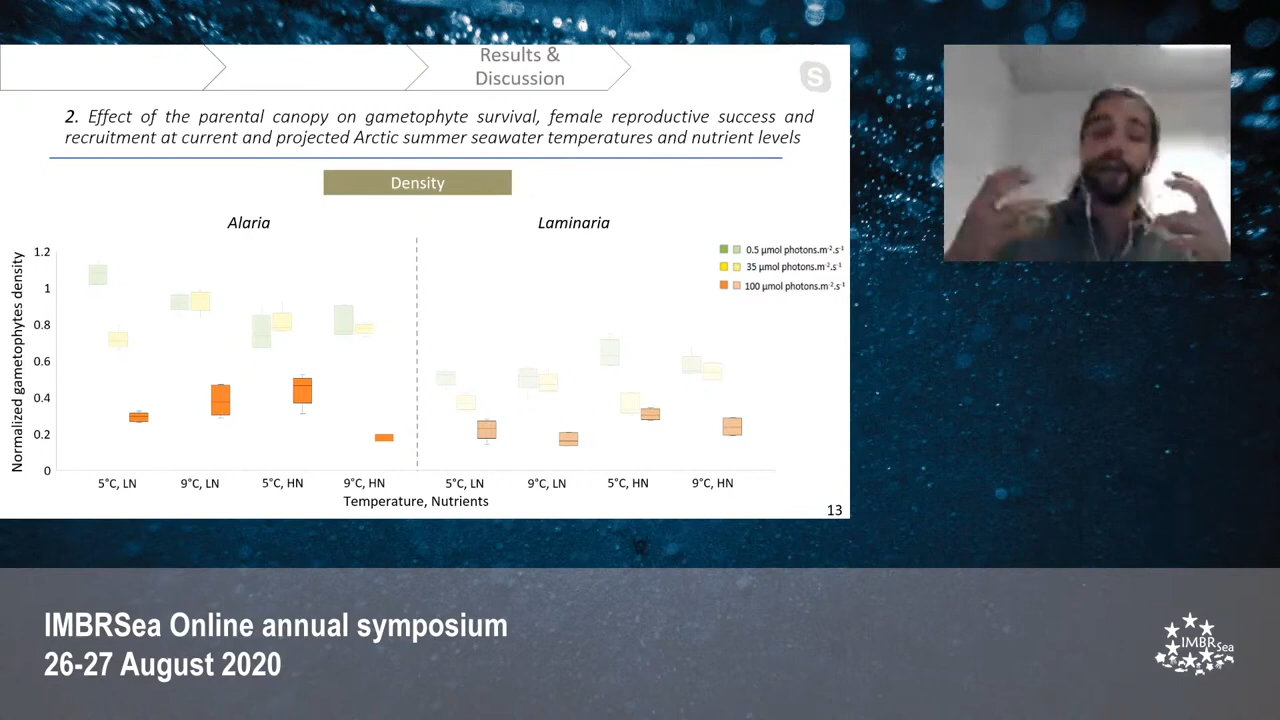 Results &
Discussion
2. Effect of the parental canopy on gametophyte survival, female reproductive success and
recruitment at current and projected Arctic summer seawater temperatures and nutrient levels
Density
Alaria
Laminaria
0.5 µmol photons.m⁻².s⁻¹
35 µmol photons.m⁻².s⁻¹
100 µmol photons.m⁻².s⁻¹
Normalized gametophytes density
1.2
1
0.8
0.6
0.4
0.2
0
5°C, LN 9°C, LN 5°C, HN 9°C, HN 5°C, LN 9°C, LN 5°C, HN 9°C, HN
Temperature, Nutrients
13
IMBRSea Online annual symposium
26-27 August 2020
IMBRSea